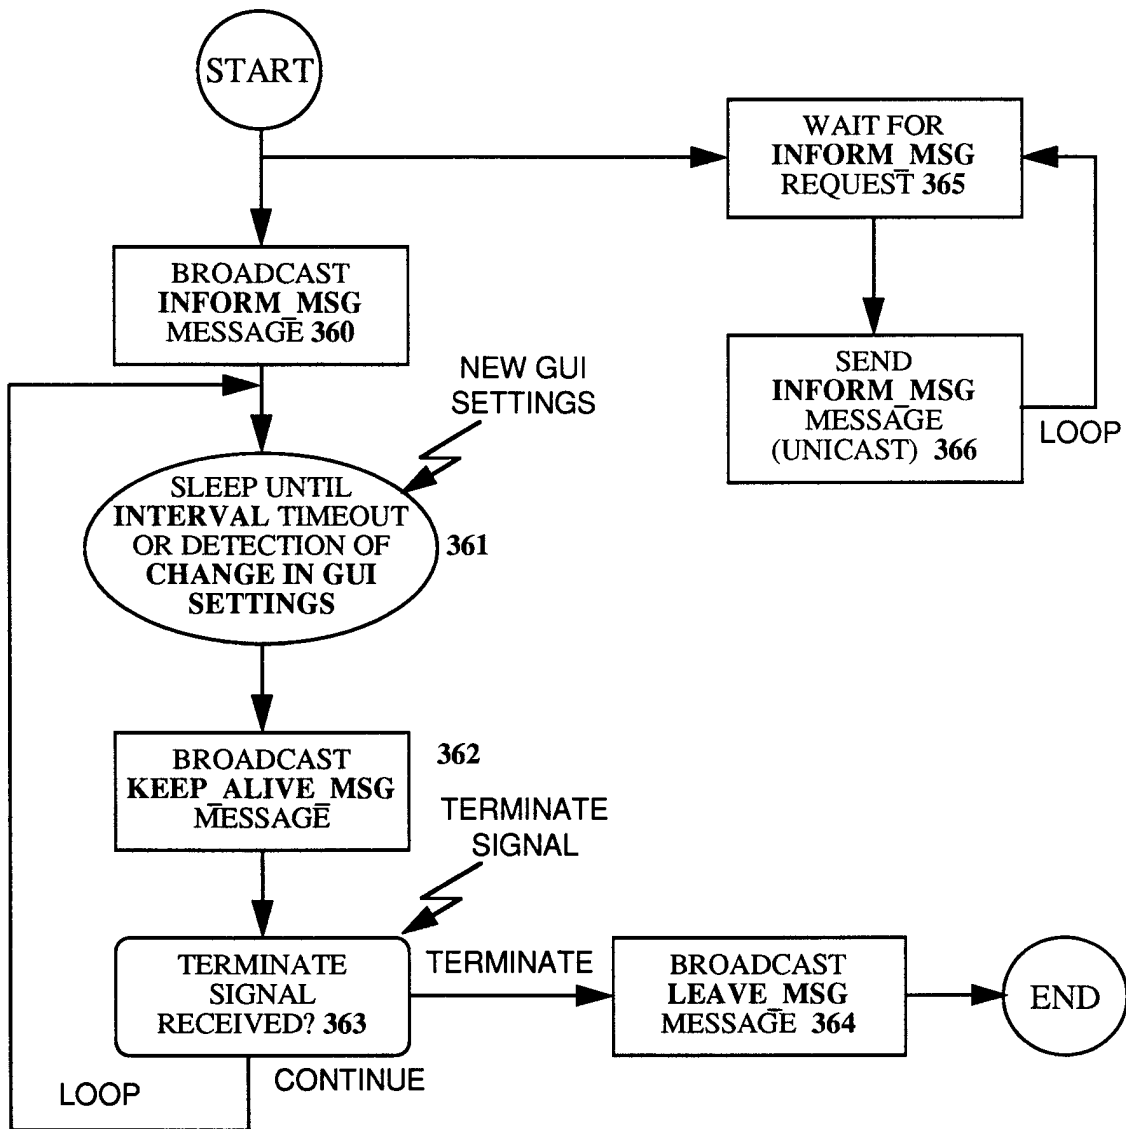 START
WAIT FOR
INFORM_MSG
REQUEST 365
BROADCAST
INFORM_MSG
MESSAGE 360
SEND
INFORM_MSG
MESSAGE
(UNICAST) 366
LOOP
NEW GUI
SETTINGS
SLEEP UNTIL
INTERVAL TIMEOUT
OR DETECTION OF
CHANGE IN GUI
SETTINGS
361
BROADCAST
KEEP_ALIVE_MSG
MESSAGE
362
TERMINATE
SIGNAL
TERMINATE
SIGNAL
RECEIVED? 363
TERMINATE
BROADCAST
LEAVE_MSG
MESSAGE 364
END
CONTINUE
LOOP